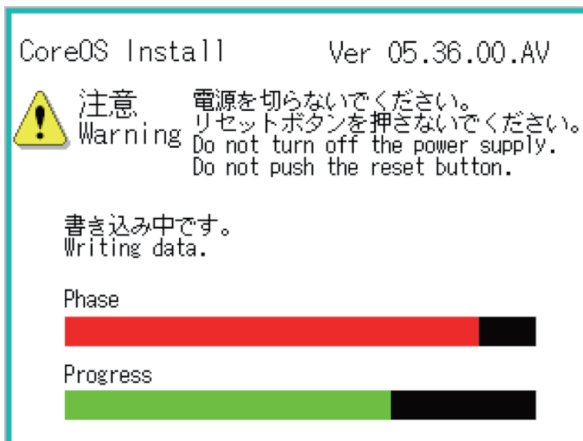 CoreOS Install Ver 05.36.00.AV
注意
Warning
電源を切らないでください。
リセットボタンを押さないでください。
Do not turn off the power supply.
Do not push the reset button.
書き込み中です。
Writing data.
Phase
Progress